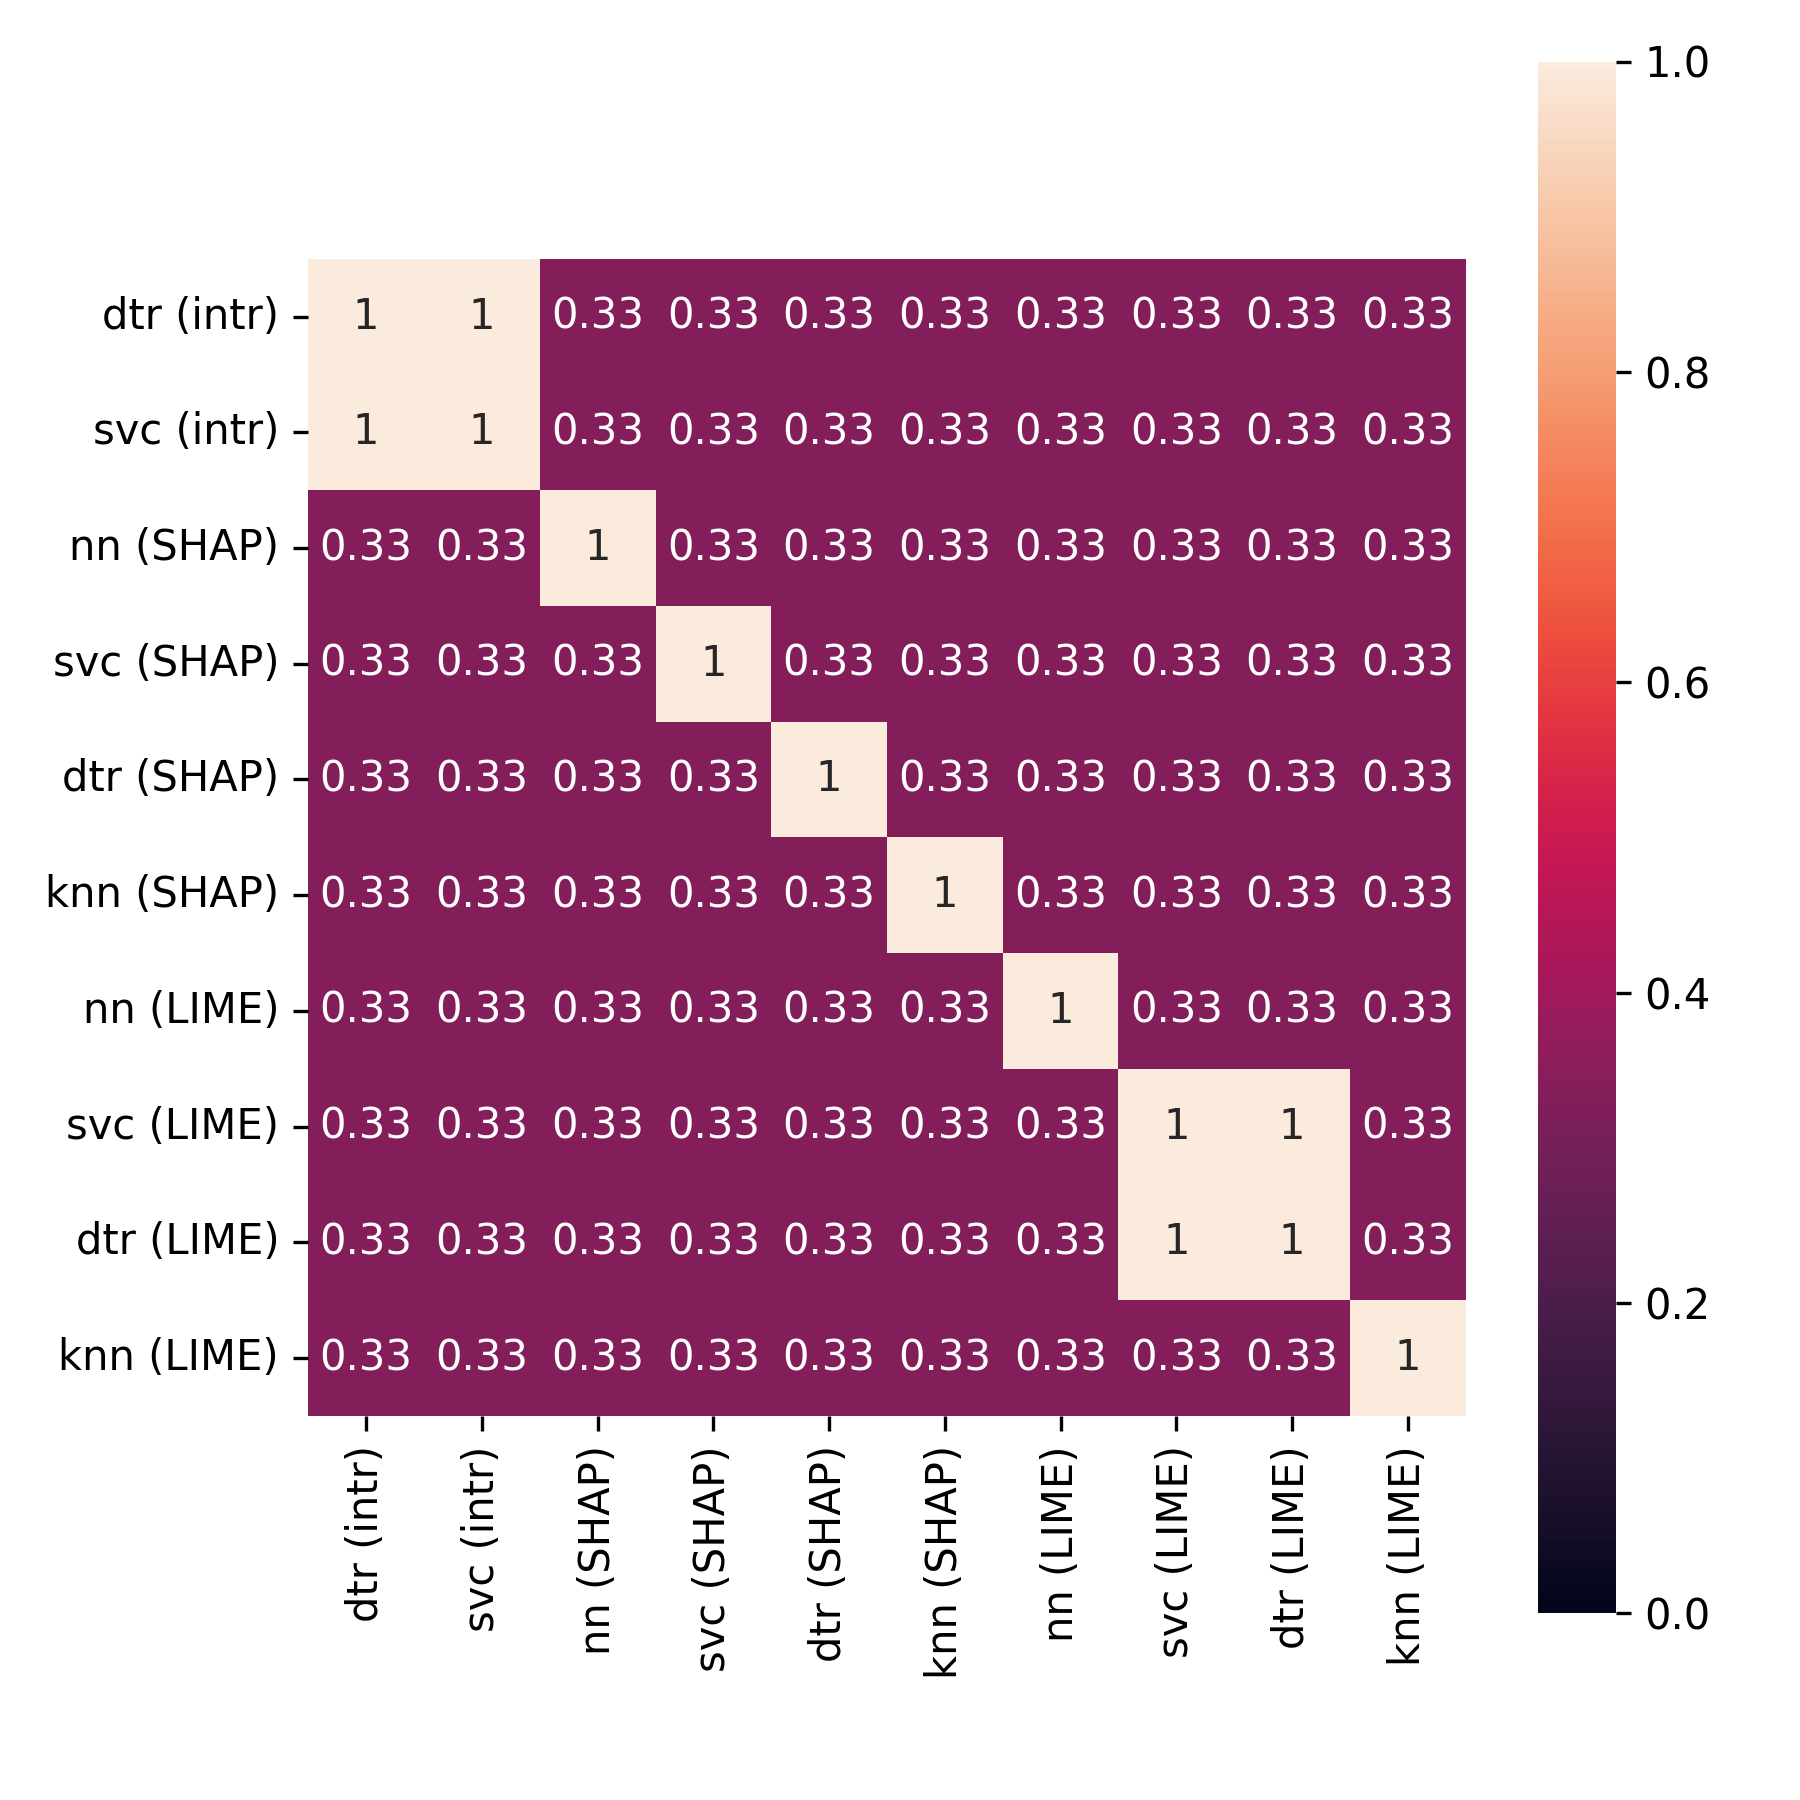 1.0
dtr (intr) 1 1 0.33 0.33 0.33 0.33 0.33 0.33 0.33 0.33
0.8
svc (intr) 1 1 0.33 0.33 0.33 0.33 0.33 0.33 0.33 0.33
nn (SHAP) 0.33 0.33 1 0.33 0.33 0.33 0.33 0.33 0.33 0.33
svc (SHAP) 0.33 0.33 0.33 1 0.33 0.33 0.33 0.33 0.33 0.33
0.6
dtr (SHAP) 0.33 0.33 0.33 0.33 1 0.33 0.33 0.33 0.33 0.33
knn (SHAP) 0.33 0.33 0.33 0.33 0.33 1 0.33 0.33 0.33 0.33
0.4
nn (LIME) 0.33 0.33 0.33 0.33 0.33 0.33 1 0.33 0.33 0.33
svc (LIME) 0.33 0.33 0.33 0.33 0.33 0.33 0.33 1 1 0.33
dtr (LIME) 0.33 0.33 0.33 0.33 0.33 0.33 0.33 1 1 0.33
0.2
knn (LIME) 0.33 0.33 0.33 0.33 0.33 0.33 0.33 0.33 0.33 1
0.0
dtr (intr)
svc (intr)
nn (SHAP)
svc (SHAP)
dtr (SHAP)
knn (SHAP)
nn (LIME)
svc (LIME)
dtr (LIME)
knn (LIME)